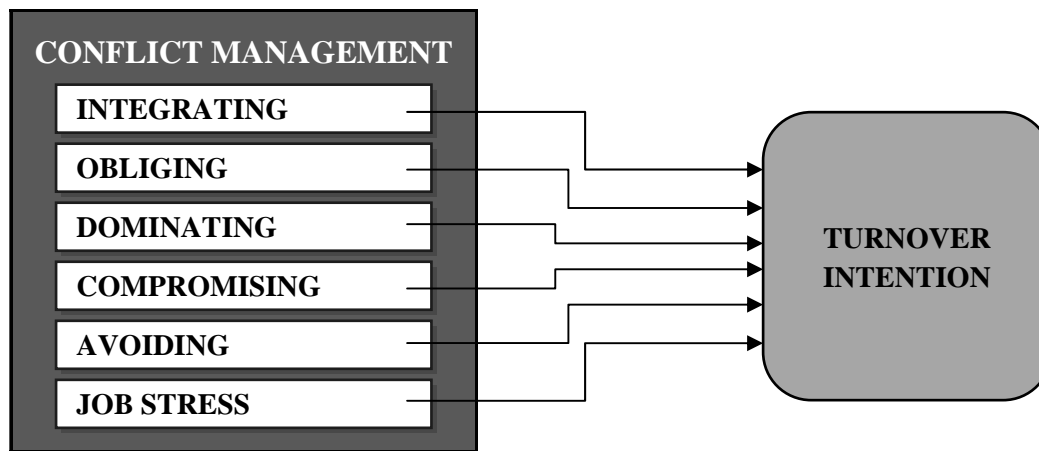 CONFLICT MANAGEMENT
INTEGRATING
OBLIGING
DOMINATING
COMPROMISING
AVOIDING
JOB STRESS
TURNOVER
INTENTION